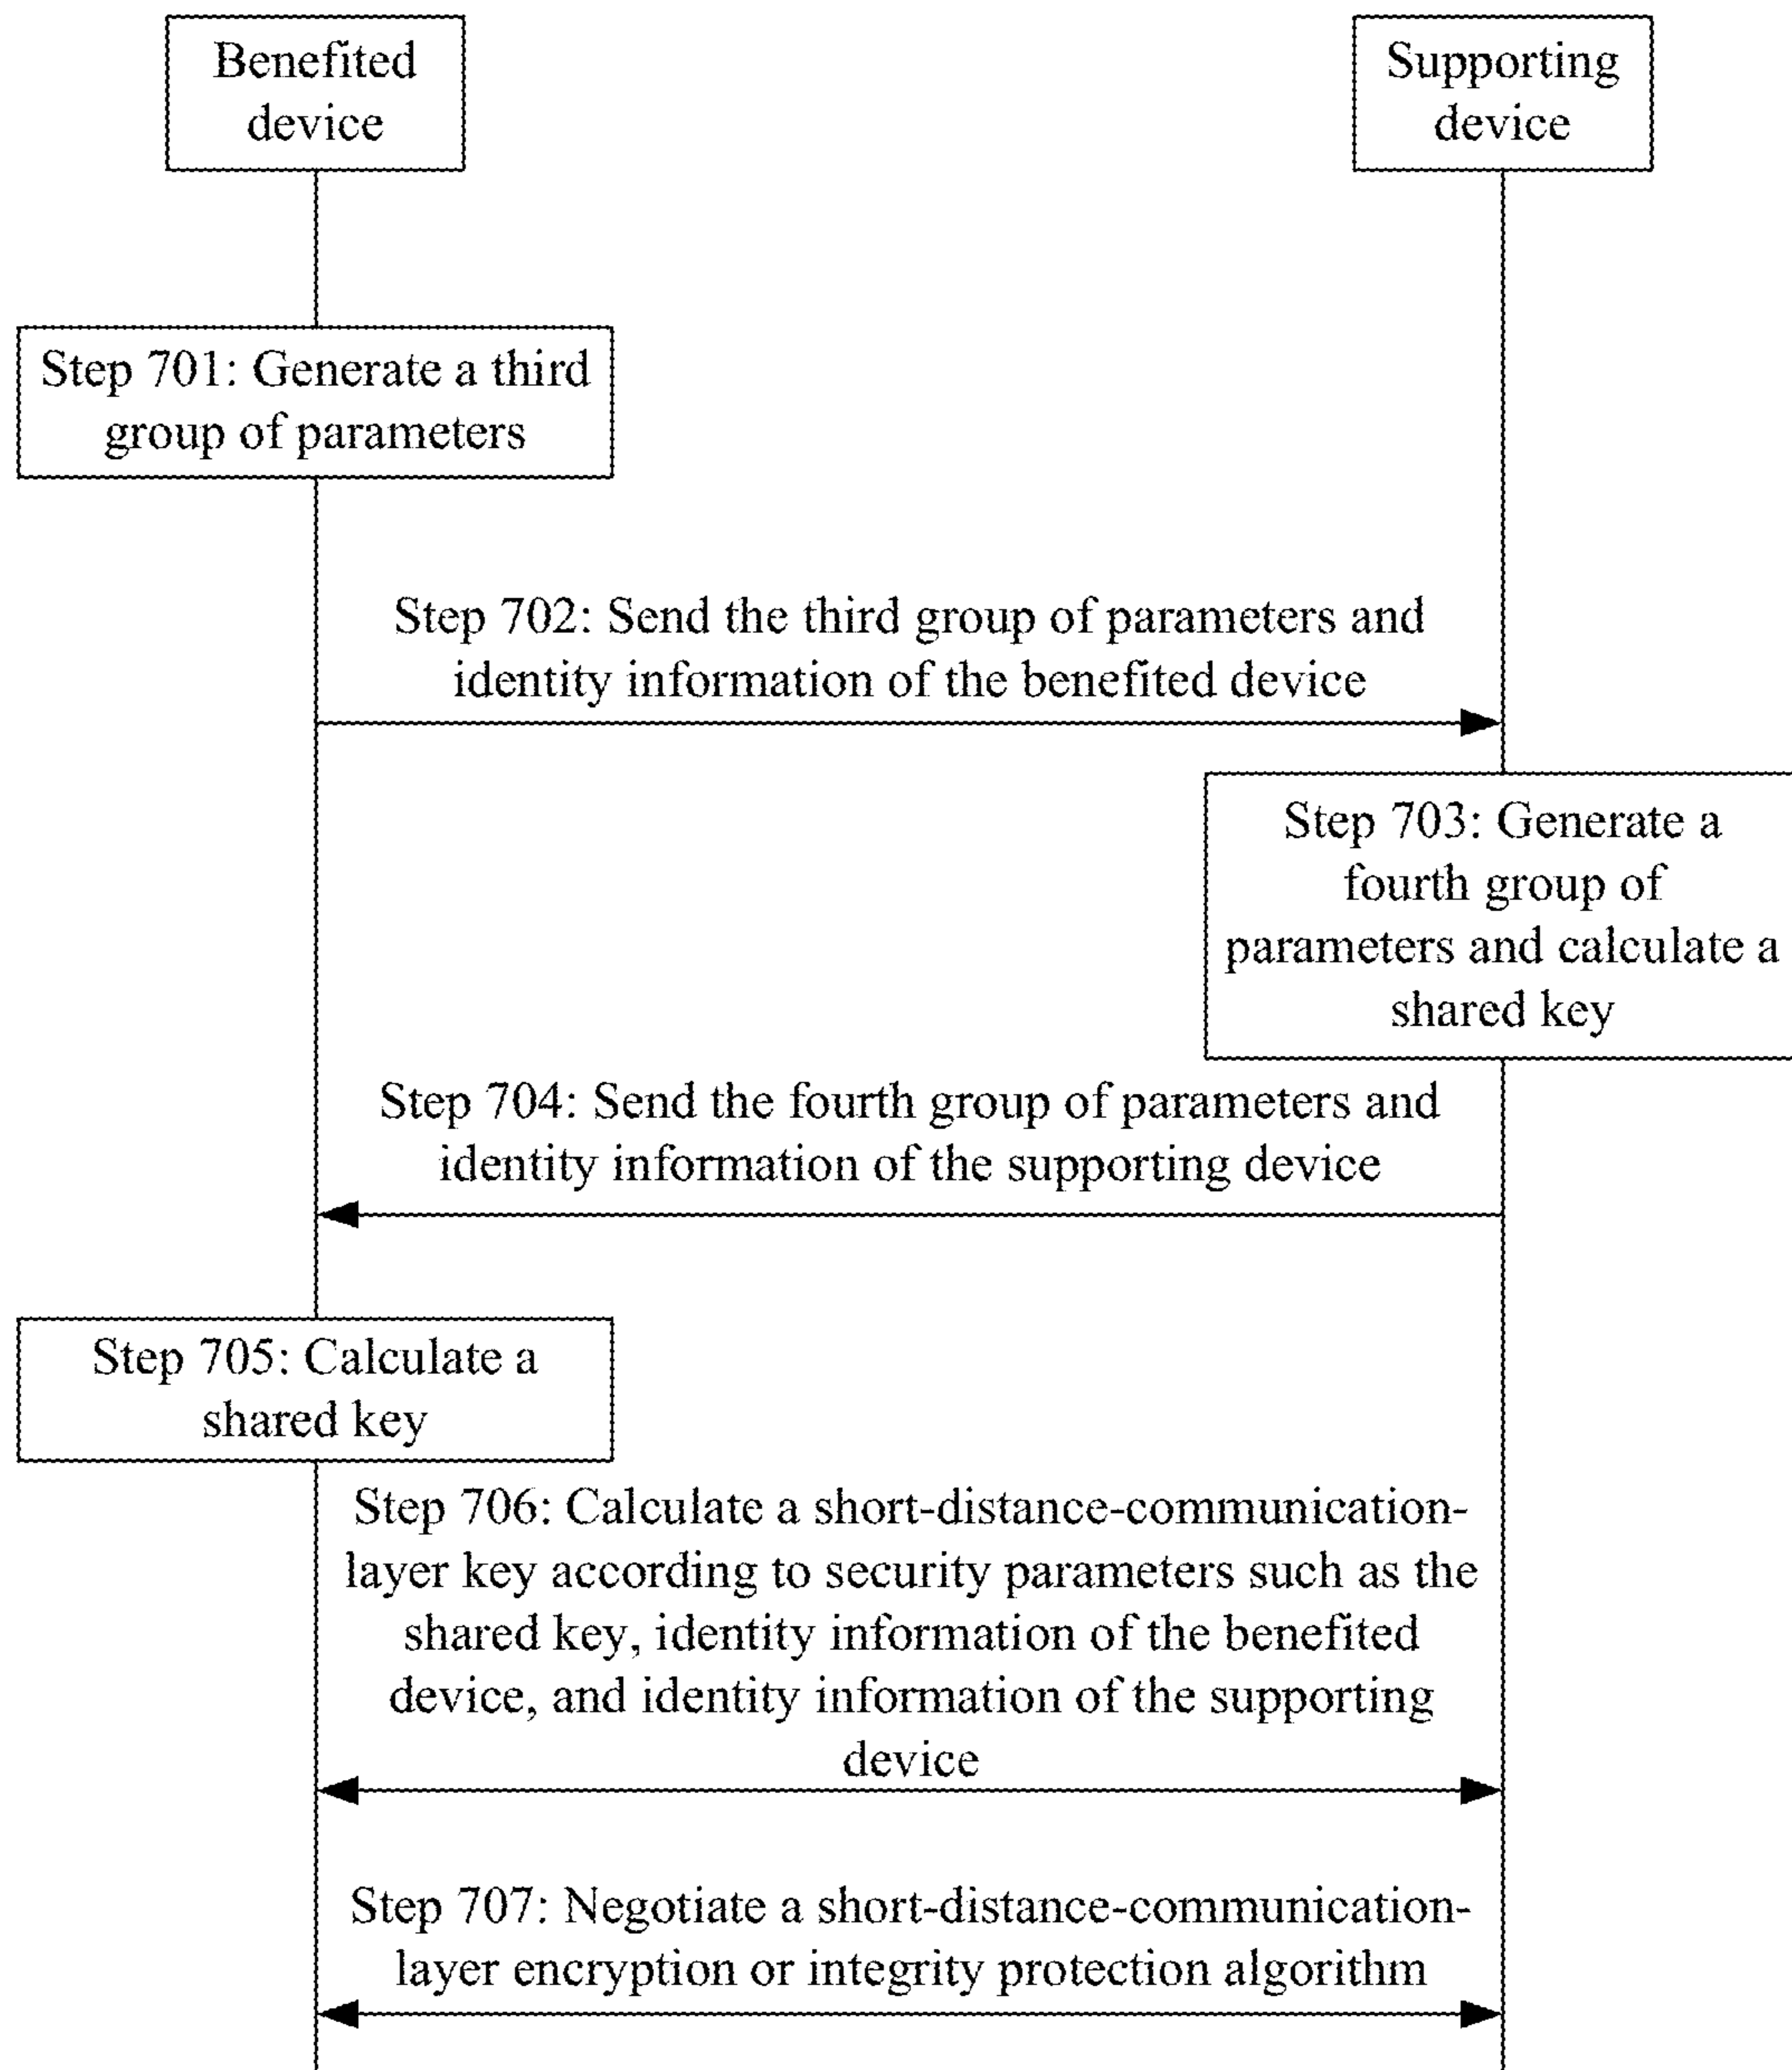 Benefited
device
Supporting
device
Step 701: Generate a third
group of parameters
Step 702: Send the third group of parameters and
identity information of the benefited device
Step 703: Generate a
fourth group of
parameters and calculate a
shared key
Step 704: Send the fourth group of parameters and
identity information of the supporting device
Step 705: Calculate a
shared key
Step 706: Calculate a short-distance-communication-
layer key according to security parameters such as the
shared key, identity information of the benefited
device, and identity information of the supporting
device
Step 707: Negotiate a short-distance-communication-
layer encryption or integrity protection algorithm